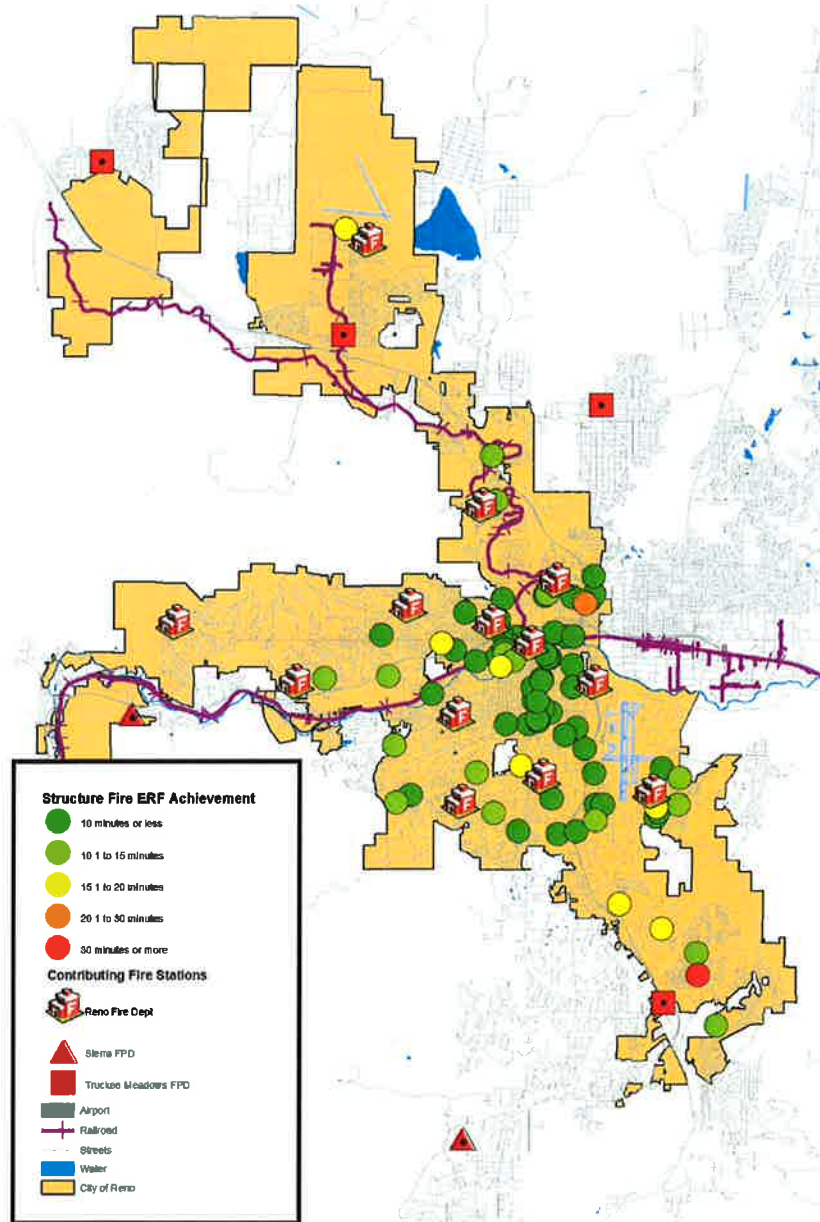 Structure Fire ERF Achievement
10 minutes or less
10 1 to 15 minutes
15 1 to 20 minutes
20 1 to 30 minutes
30 minutes or more
Contributing Fire Stations
Reno Fire Dept
Sierra FPD
Truckee Meadows FPD
Airport
Railroad
Streets
Water
City of Reno